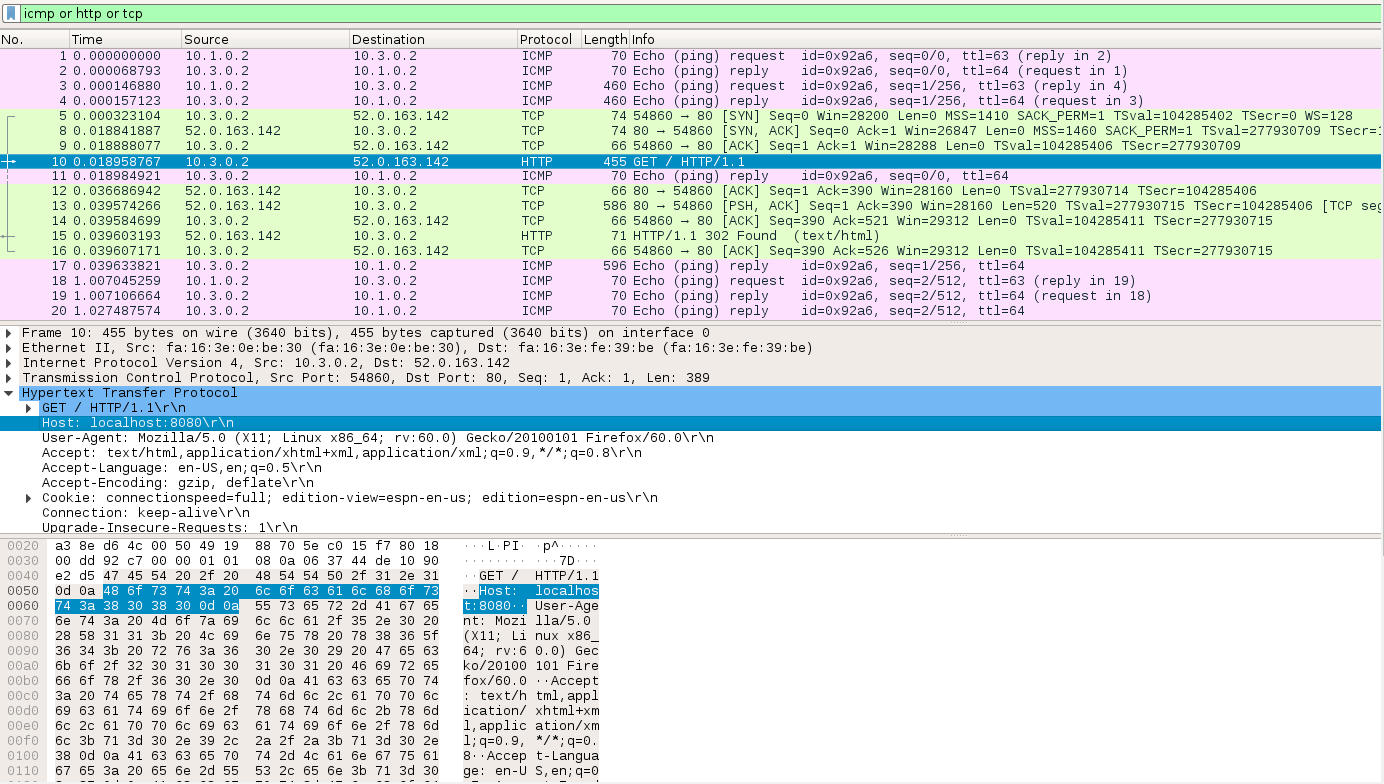 icmp or http or tcp
No. Time Source Destination Protocol Length Info
1 0.000000000 10.1.0.2 10.3.0.2 ICMP 70 Echo (ping) request id=0x92a6, seq=0/0, ttl=63 (reply in 2)
2 0.000068793 10.3.0.2 10.1.0.2 ICMP 70 Echo (ping) reply id=0x92a6, seq=0/0, ttl=64 (request in 1)
3 0.000146880 10.1.0.2 10.3.0.2 ICMP 460 Echo (ping) request id=0x92a6, seq=1/256, ttl=63 (reply in 4)
4 0.000157123 10.3.0.2 10.1.0.2 ICMP 460 Echo (ping) reply id=0x92a6, seq=1/256, ttl=64 (request in 3)
5 0.000323104 10.3.0.2 52.0.163.142 TCP 74 54860 → 80 [SYN] Seq=0 Win=28200 Len=0 MSS=1410 SACK_PERM=1 TSval=104285402 TSecr=0 WS=128
8 0.018841887 52.0.163.142 10.3.0.2 TCP 74 80 → 54860 [SYN, ACK] Seq=0 Ack=1 Win=26847 Len=0 MSS=1460 SACK_PERM=1 TSval=277930709 TSecr=1
9 0.018888077 10.3.0.2 52.0.163.142 TCP 66 54860 → 80 [ACK] Seq=1 Ack=1 Win=28288 Len=0 TSval=104285406 TSecr=277930709
10 0.018958767 10.3.0.2 52.0.163.142 HTTP 455 GET / HTTP/1.1
11 0.018984921 10.3.0.2 10.1.0.2 ICMP 70 Echo (ping) reply id=0x92a6, seq=0/0, ttl=64
12 0.036686942 52.0.163.142 10.3.0.2 TCP 66 80 → 54860 [ACK] Seq=1 Ack=390 Win=28160 Len=0 TSval=277930714 TSecr=104285406
13 0.039574266 52.0.163.142 10.3.0.2 TCP 586 80 → 54860 [PSH, ACK] Seq=1 Ack=390 Win=28160 Len=520 TSval=277930715 TSecr=104285406 [TCP seg
14 0.039584699 10.3.0.2 52.0.163.142 TCP 66 54860 → 80 [ACK] Seq=390 Ack=521 Win=29312 Len=0 TSval=104285411 TSecr=277930715
15 0.039603193 52.0.163.142 10.3.0.2 HTTP 71 HTTP/1.1 302 Found (text/html)
16 0.039607171 10.3.0.2 52.0.163.142 TCP 66 54860 → 80 [ACK] Seq=390 Ack=526 Win=29312 Len=0 TSval=104285411 TSecr=277930715
17 0.039633821 10.3.0.2 10.1.0.2 ICMP 596 Echo (ping) reply id=0x92a6, seq=1/256, ttl=64
18 1.007045259 10.1.0.2 10.3.0.2 ICMP 70 Echo (ping) request id=0x92a6, seq=2/512, ttl=63 (reply in 19)
19 1.007106664 10.3.0.2 10.1.0.2 ICMP 70 Echo (ping) reply id=0x92a6, seq=2/512, ttl=64 (request in 18)
20 1.027487574 10.3.0.2 10.1.0.2 ICMP 70 Echo (ping) reply id=0x92a6, seq=2/512, ttl=64
Frame 10: 455 bytes on wire (3640 bits), 455 bytes captured (3640 bits) on interface 0
Ethernet II, Src: fa:16:3e:0e:be:30 (fa:16:3e:0e:be:30), Dst: fa:16:3e:fe:39:be (fa:16:3e:fe:39:be)
Internet Protocol Version 4, Src: 10.3.0.2, Dst: 52.0.163.142
Transmission Control Protocol, Src Port: 54860, Dst Port: 80, Seq: 1, Ack: 1, Len: 389
Hypertext Transfer Protocol
GET / HTTP/1.1\r\n
Host: localhost:8080\r\n
User-Agent: Mozilla/5.0 (X11; Linux x86_64; rv:60.0) Gecko/20100101 Firefox/60.0\r\n
Accept: text/html,application/xhtml+xml,application/xml;q=0.9,*/*;q=0.8\r\n
Accept-Language: en-US,en;q=0.5\r\n
Accept-Encoding: gzip, deflate\r\n
Cookie: connectionspeed=full; edition-view=espn-en-us; edition=espn-en-us\r\n
Connection: keep-alive\r\n
Upgrade-Insecure-Requests: 1\r\n
0020 a3 8e d6 4c 00 50 49 19 88 70 5e c0 15 f7 80 18 ···L·PI· ·p^·····
0030 00 dd 92 c7 00 00 01 01 08 0a 06 37 44 de 10 90 ········ ···7D···
0040 e2 d5 47 45 54 20 2f 20 48 54 54 50 2f 31 2e 31 ··GET / HTTP/1.1
0050 0d 0a 48 6f 73 74 3a 20 6c 6f 63 61 6c 68 6f 73 ··Host: localhos
0060 74 3a 38 30 38 30 0d 0a 55 73 65 72 2d 41 67 65 t:8080·· User-Age
0070 6e 74 3a 20 4d 6f 7a 69 6c 6c 61 2f 35 2e 30 20 nt: Mozi lla/5.0
0080 28 58 31 31 3b 20 4c 69 6e 75 78 20 78 38 36 5f (X11; Li nux x86_
0090 36 34 3b 20 72 76 3a 36 30 2e 30 29 20 47 65 63 64; rv:6 0.0) Gec
00a0 6b 6f 2f 32 30 31 30 30 31 30 31 20 46 69 72 65 ko/20100 101 Fire
00b0 66 6f 78 2f 36 30 2e 30 0d 0a 41 63 63 65 70 74 fox/60.0 ··Accept
00c0 3a 20 74 65 78 74 2f 68 74 6d 6c 2c 61 70 70 6c : text/h tml,appl
00d0 69 63 61 74 69 6f 6e 2f 78 68 74 6d 6c 2b 78 6d ication/ xhtml+xm
00e0 6c 2c 61 70 70 6c 69 63 61 74 69 6f 6e 2f 78 6d l,applic ation/xm
00f0 6c 3b 71 3d 30 2e 39 2c 2a 2f 2a 3b 71 3d 30 2e l;q=0.9, */*;q=0.
0100 38 0d 0a 41 63 63 65 70 74 2d 4c 61 6e 67 75 61 8··Accep t-Langua
0110 67 65 3a 20 65 6e 2d 55 53 2c 65 6e 3b 71 3d 30 ge: en-U S,en;q=0